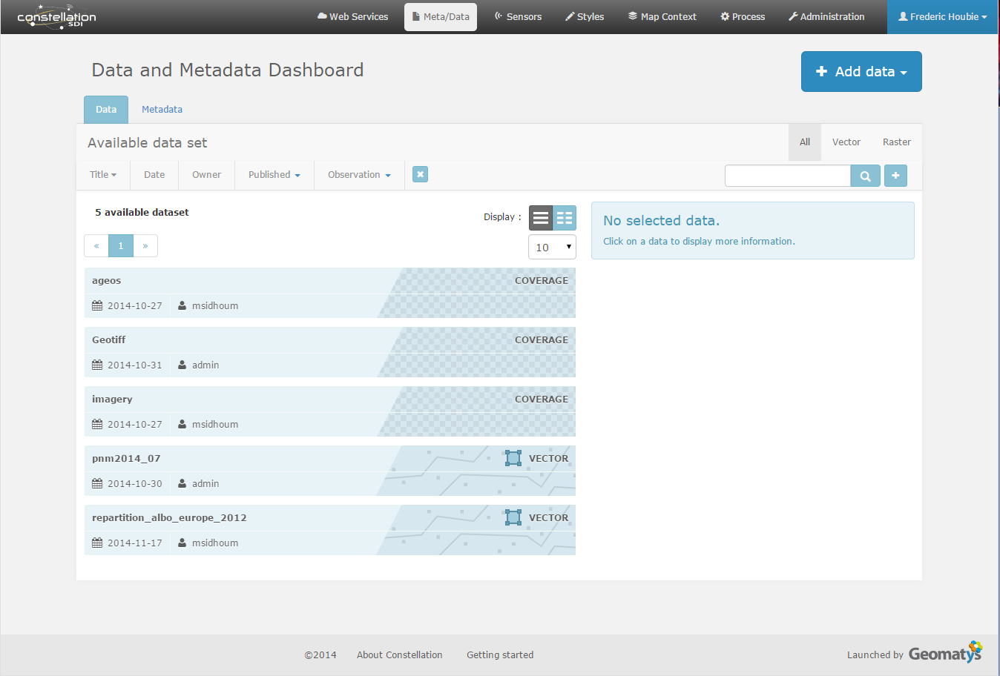 constellation SDI
Web Services Meta/Data Sensors Styles Map Context Process Administration Frederic Houbie
Data and Metadata Dashboard
Add data
Data Metadata
Available data set
All Vector Raster
Title Date Owner Published Observation
5 available dataset
Display :
« 1 »
10
No selected data.
Click on a data to display more information.
ageos COVERAGE
2014-10-27 msidhoum
Geotiff COVERAGE
2014-10-31 admin
imagery COVERAGE
2014-10-27 msidhoum
pnm2014_07 VECTOR
2014-10-30 admin
repartition_albo_europe_2012 VECTOR
2014-11-17 msidhoum
©2014 About Constellation Getting started
Launched by Geomatys